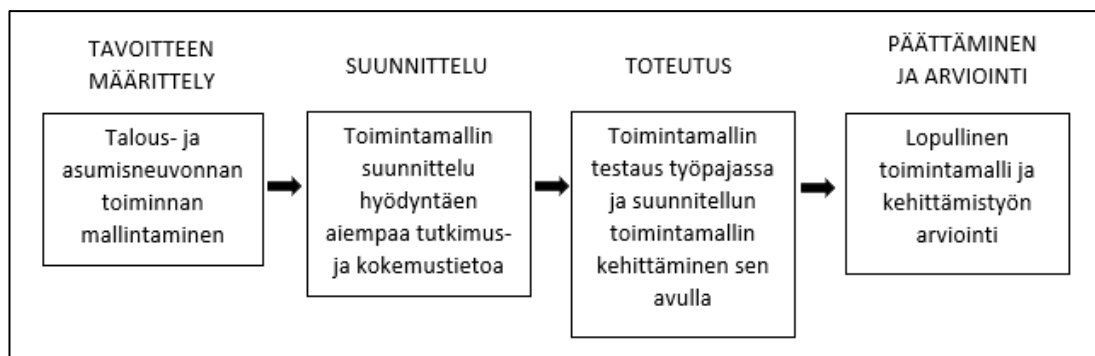 TAVOITTEEN
MÄÄRITTELY
Talous- ja
asumisneuvonnan
toiminnan
mallintaminen
SUUNNITTELU
Toimintamallin
suunnittelu
hyödyntäen
aiempaa tutkimus-
ja kokemustietoa
TOTEUTUS
Toimintamallin
testaus työpajassa
ja suunnitellun
toimintamallin
kehittäminen sen
avulla
PÄÄTTÄMINEN
JA ARVIOINTI
Lopullinen
toimintamalli ja
kehittämistyön
arviointi